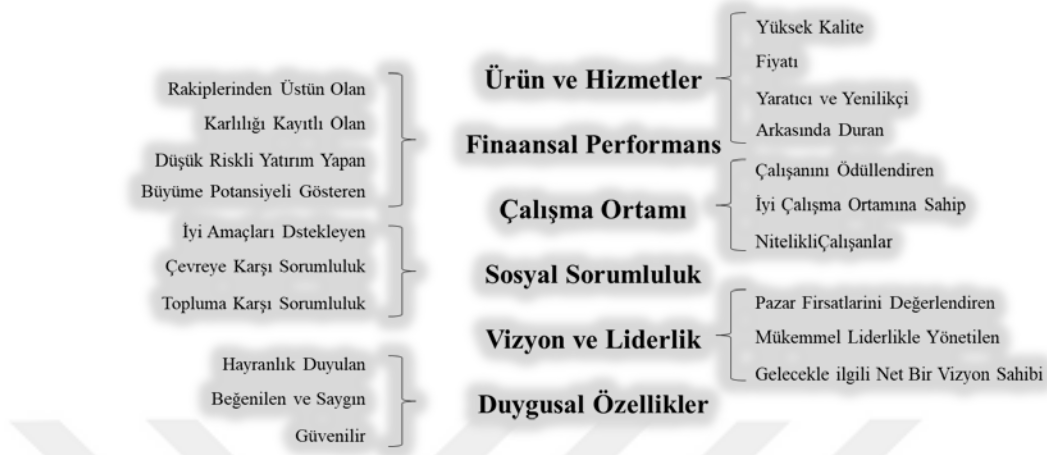 Ürün ve Hizmetler
Yüksek Kalite
Fiyatı
Yaratıcı ve Yenilikçi
Arkasında Duran
Finaansal Performans
Rakiplerinden Üstün Olan
Karlılığı Kayıtlı Olan
Düşük Riskli Yatırım Yapan
Büyüme Potansiyeli Gösteren
Çalışma Ortamı
Çalışanını Ödüllendiren
İyi Çalışma Ortamına Sahip
NitelikliÇalışanlar
Sosyal Sorumluluk
İyi Amaçları Dstekleyen
Çevreye Karşı Sorumluluk
Topluma Karşı Sorumluluk
Vizyon ve Liderlik
Pazar Firsatlarini Değerlendiren
Mükemmel Liderlikle Yönetilen
Gelecekle ilgili Net Bir Vizyon Sahibi
Duygusal Özellikler
Hayranlık Duyulan
Beğenilen ve Saygın
Güvenilir